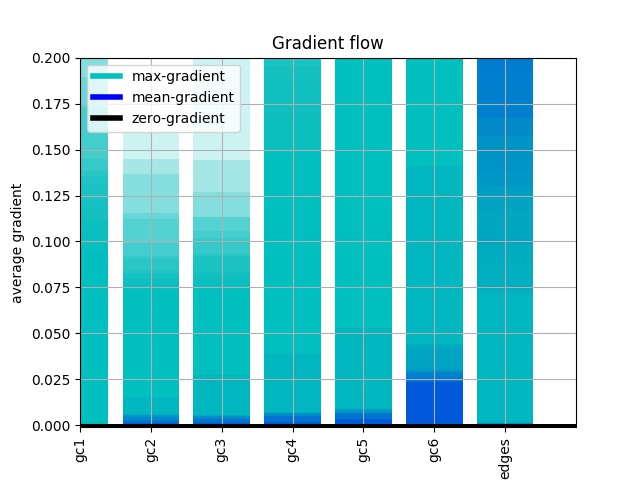 Gradient flow
max-gradient
mean-gradient
zero-gradient
average gradient
0.200
0.175
0.150
0.125
0.100
0.075
0.050
0.025
0.000
gc1
gc2
gc3
gc4
gc5
gc6
edges